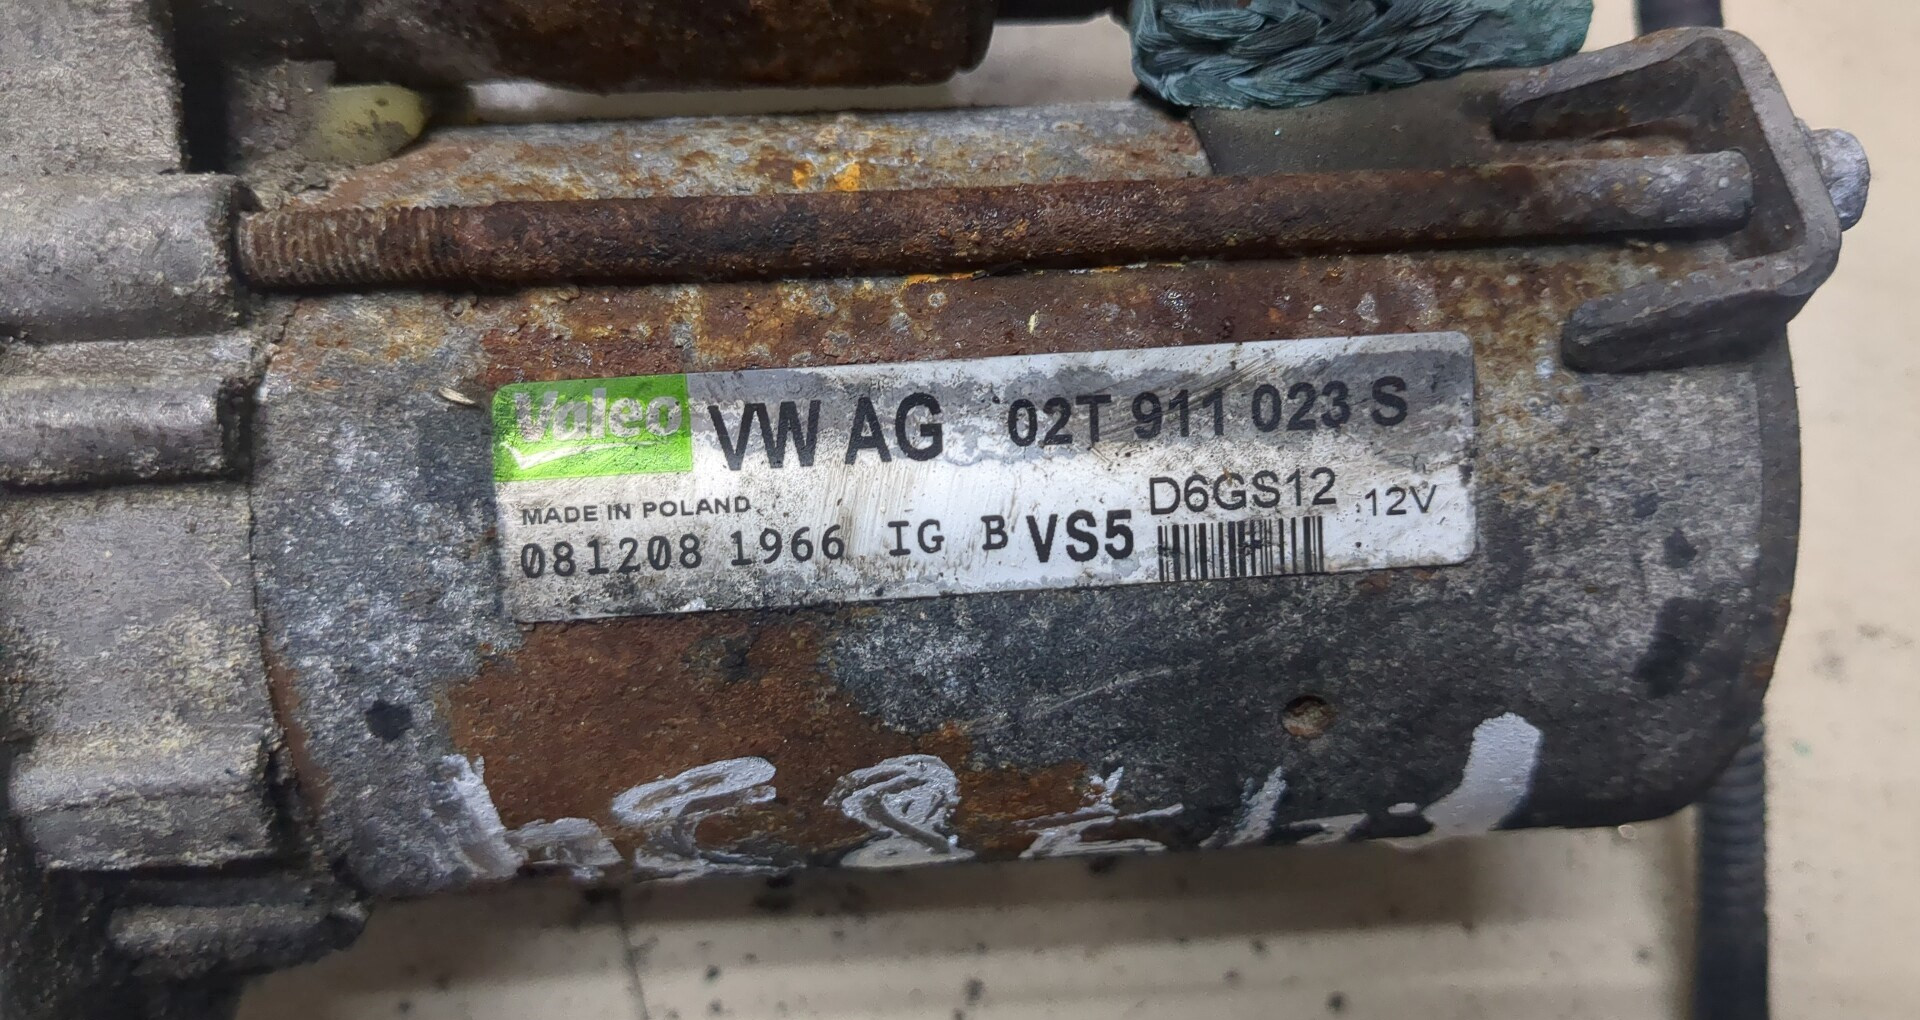 Valeo VW AG 02T 911 023 S
MADE IN POLAND D6GS12 12V
081208 1966 IG B VS5